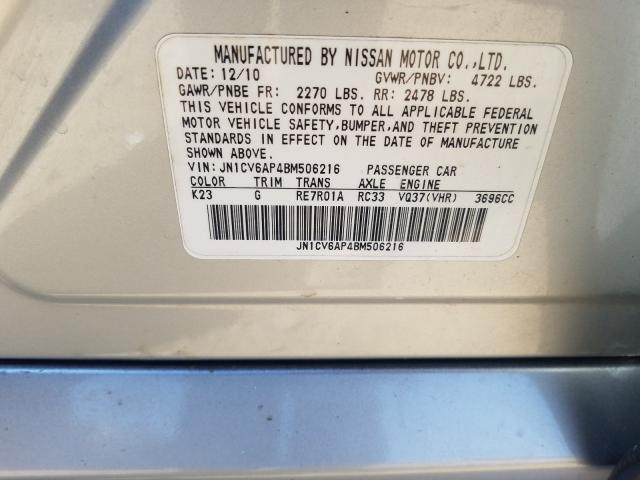 MANUFACTURED BY NISSAN MOTOR CO.,LTD.
DATE: 12/10 GVWR/PNBV: 4722 LBS.
GAWR/PNBE FR: 2270 LBS. RR: 2478 LBS.
THIS VEHICLE CONFORMS TO ALL APPLICABLE FEDERAL
MOTOR VEHICLE SAFETY,BUMPER,AND THEFT PREVENTION
STANDARDS IN EFFECT ON THE DATE OF MANUFACTURE
SHOWN ABOVE.
VIN: JN1CV6AP4BM506216 PASSENGER CAR
COLOR TRIM TRANS AXLE ENGINE
K23 G RE7R01A RC33 VQ37(VHR) 3696CC
JN1CV6AP4BM506216